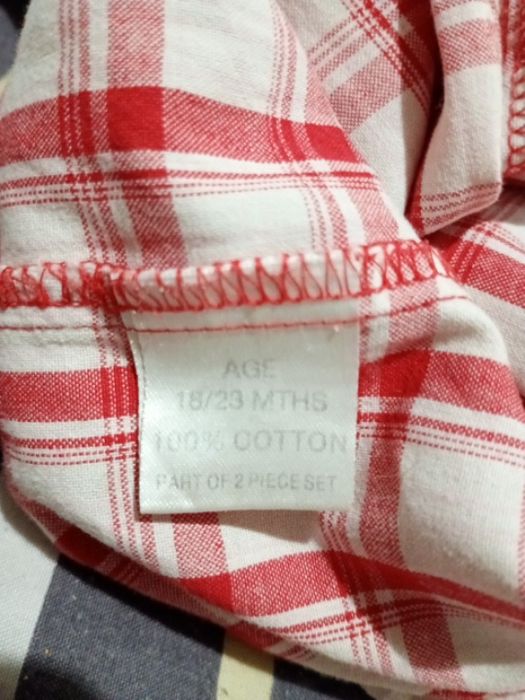 AGE
18/23 MTHS
100% COTTON
PART OF 2 PIECE SET